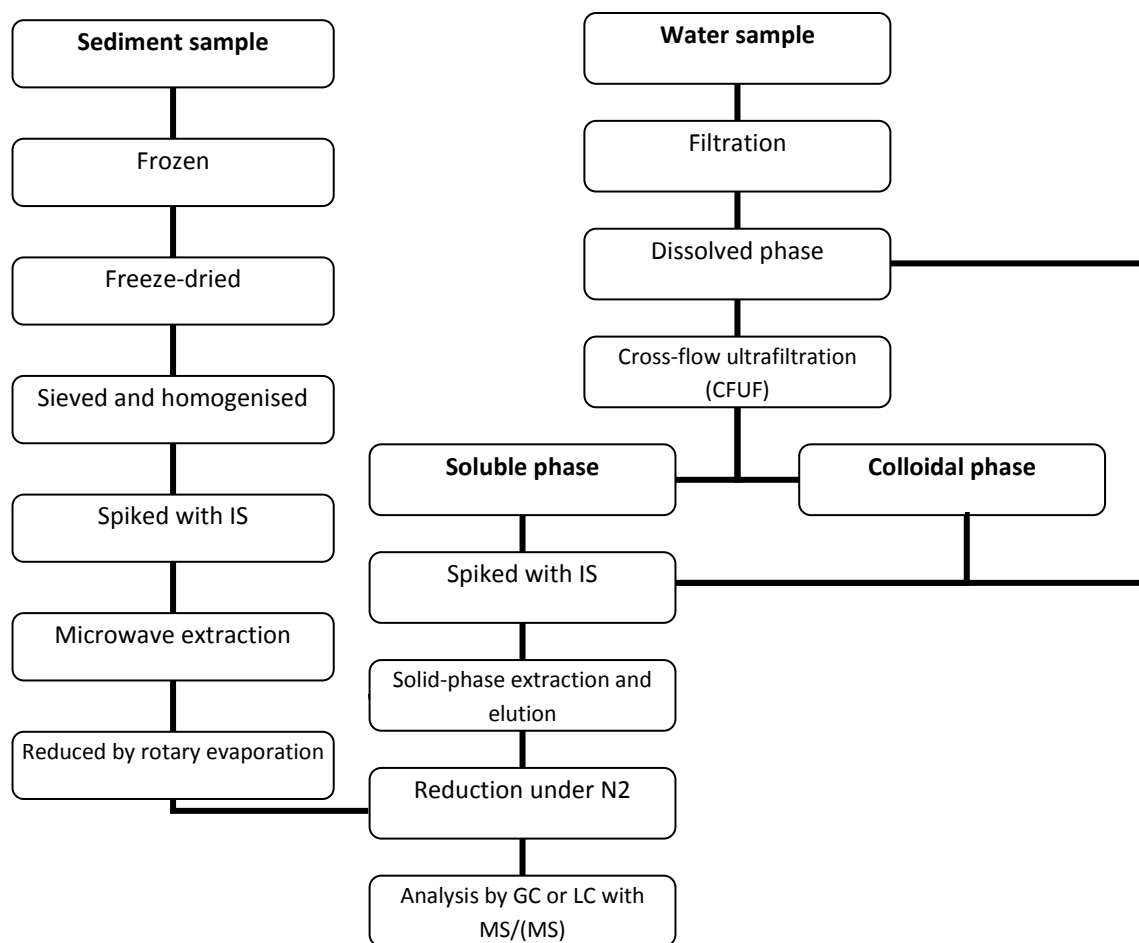 Sediment sample
Frozen
Freeze-dried
Sieved and homogenised
Spiked with IS
Microwave extraction
Reduced by rotary evaporation
Water sample
Filtration
Dissolved phase
Cross-flow ultrafiltration
(CFUF)
Soluble phase
Colloidal phase
Spiked with IS
Solid-phase extraction and
elution
Reduction under N2
Analysis by GC or LC with
MS/(MS)